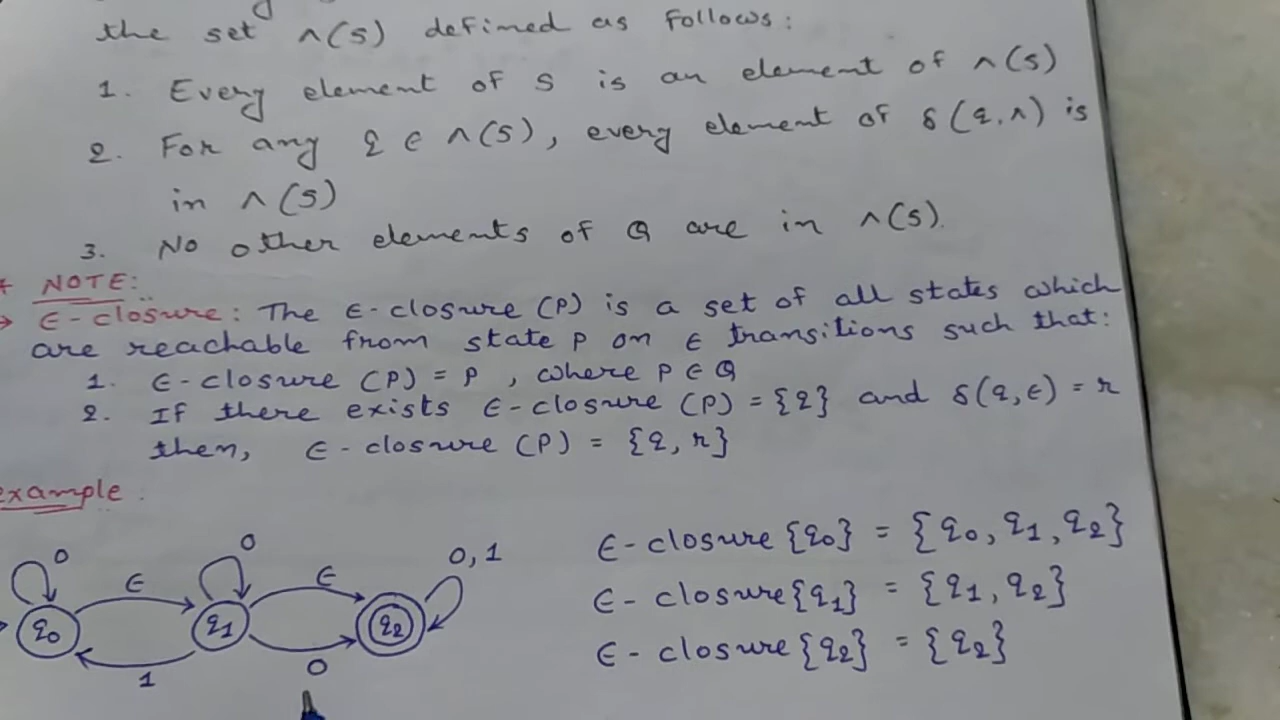 the set ∧(S) defined as follows:
1. Every element of S is an element of ∧(S)
2. For any q ∈ ∧(S), every element of δ(q,∧) is
in ∧(S)
3. No other elements of Q are in ∧(S).
* NOTE:
→ ∈-closure: The ∈-closure (P) is a set of all states which
are reachable from state P on ∈ transitions such that:
1. ∈-closure (P) = P, where P ∈ Q
2. If there exists ∈-closure (P) = {q} and δ(q,∈) = r
then, ∈-closure (P) = {q, r}
example:
0 0 0,1
∈ ∈
q0 q1 q2
1 0
∈-closure{q0} = {q0, q1, q2}
∈-closure{q1} = {q1, q2}
∈-closure{q2} = {q2}